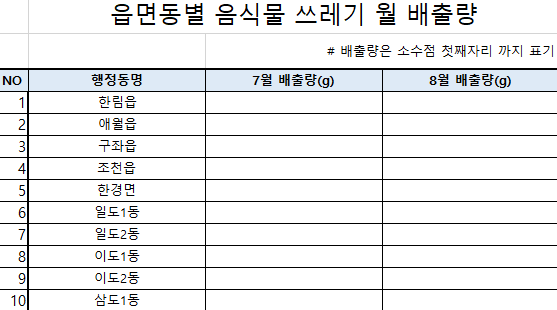 읍면동별 음식물 쓰레기 월 배출량
# 배출량은 소수점 첫째자리 까지 표기
NO 행정동명 7월 배출량(g) 8월 배출량(g)
1 한림읍
2 애월읍
3 구좌읍
4 조천읍
5 한경면
6 일도1동
7 일도2동
8 이도1동
9 이도2동
10 삼도1동